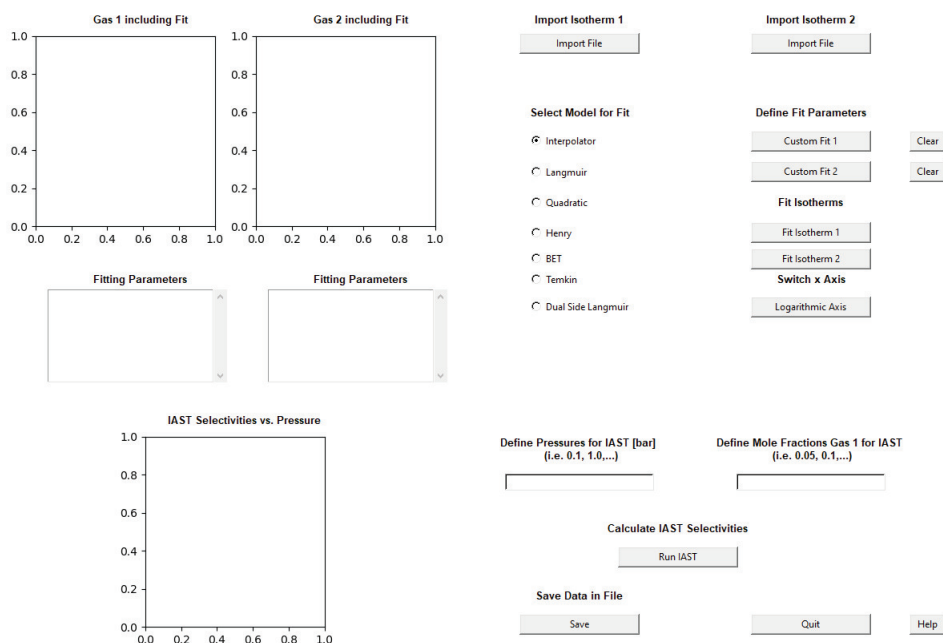 Gas 1 including Fit
Gas 2 including Fit
Import Isotherm 1
Import Isotherm 2
Import File
Import File
1.0
0.8
0.6
0.4
0.2
0.0
0.0 0.2 0.4 0.6 0.8 1.0
1.0
0.8
0.6
0.4
0.2
0.0
0.0 0.2 0.4 0.6 0.8 1.0
Select Model for Fit
Interpolator
Langmuir
Quadratic
Henry
BET
Temkin
Dual Side Langmuir
Define Fit Parameters
Custom Fit 1
Clear
Custom Fit 2
Clear
Fit Isotherms
Fit Isotherm 1
Fit Isotherm 2
Switch x Axis
Logarithmic Axis
Fitting Parameters
Fitting Parameters
IAST Selectivities vs. Pressure
1.0
0.8
0.6
0.4
0.2
0.0
0.0 0.2 0.4 0.6 0.8 1.0
Define Pressures for IAST [bar]
(i.e. 0.1, 1.0,...)
Define Mole Fractions Gas 1 for IAST
(i.e. 0.05, 0.1,...)
Calculate IAST Selectivities
Run IAST
Save Data in File
Save
Quit
Help